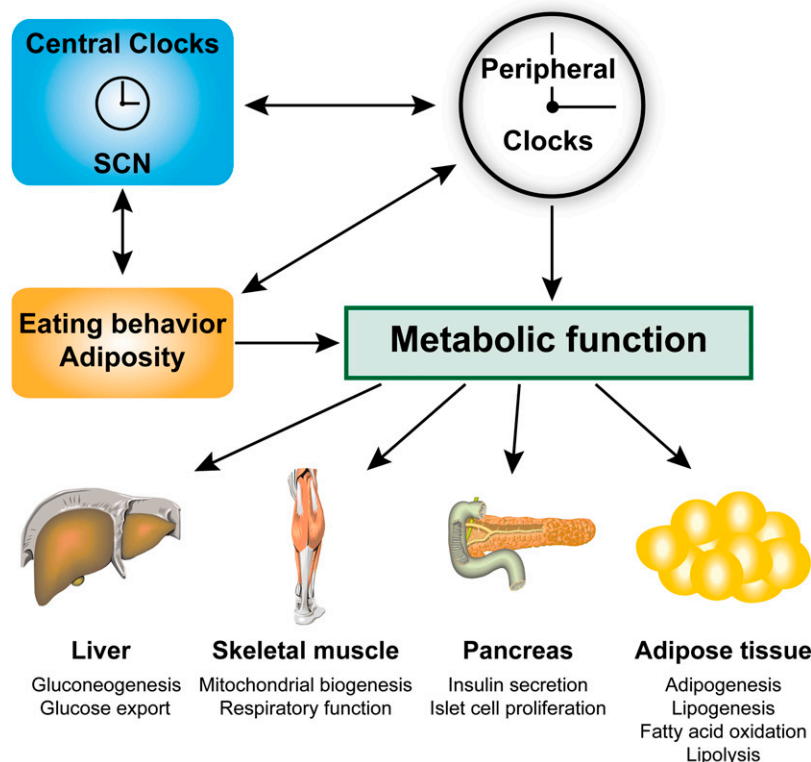 Central Clocks
SCN
Peripheral
Clocks
Eating behavior
Adiposity
Metabolic function
Liver
Gluconeogenesis
Glucose export
Skeletal muscle
Mitochondrial biogenesis
Respiratory function
Pancreas
Insulin secretion
Islet cell proliferation
Adipose tissue
Adipogenesis
Lipogenesis
Fatty acid oxidation
Lipolysis